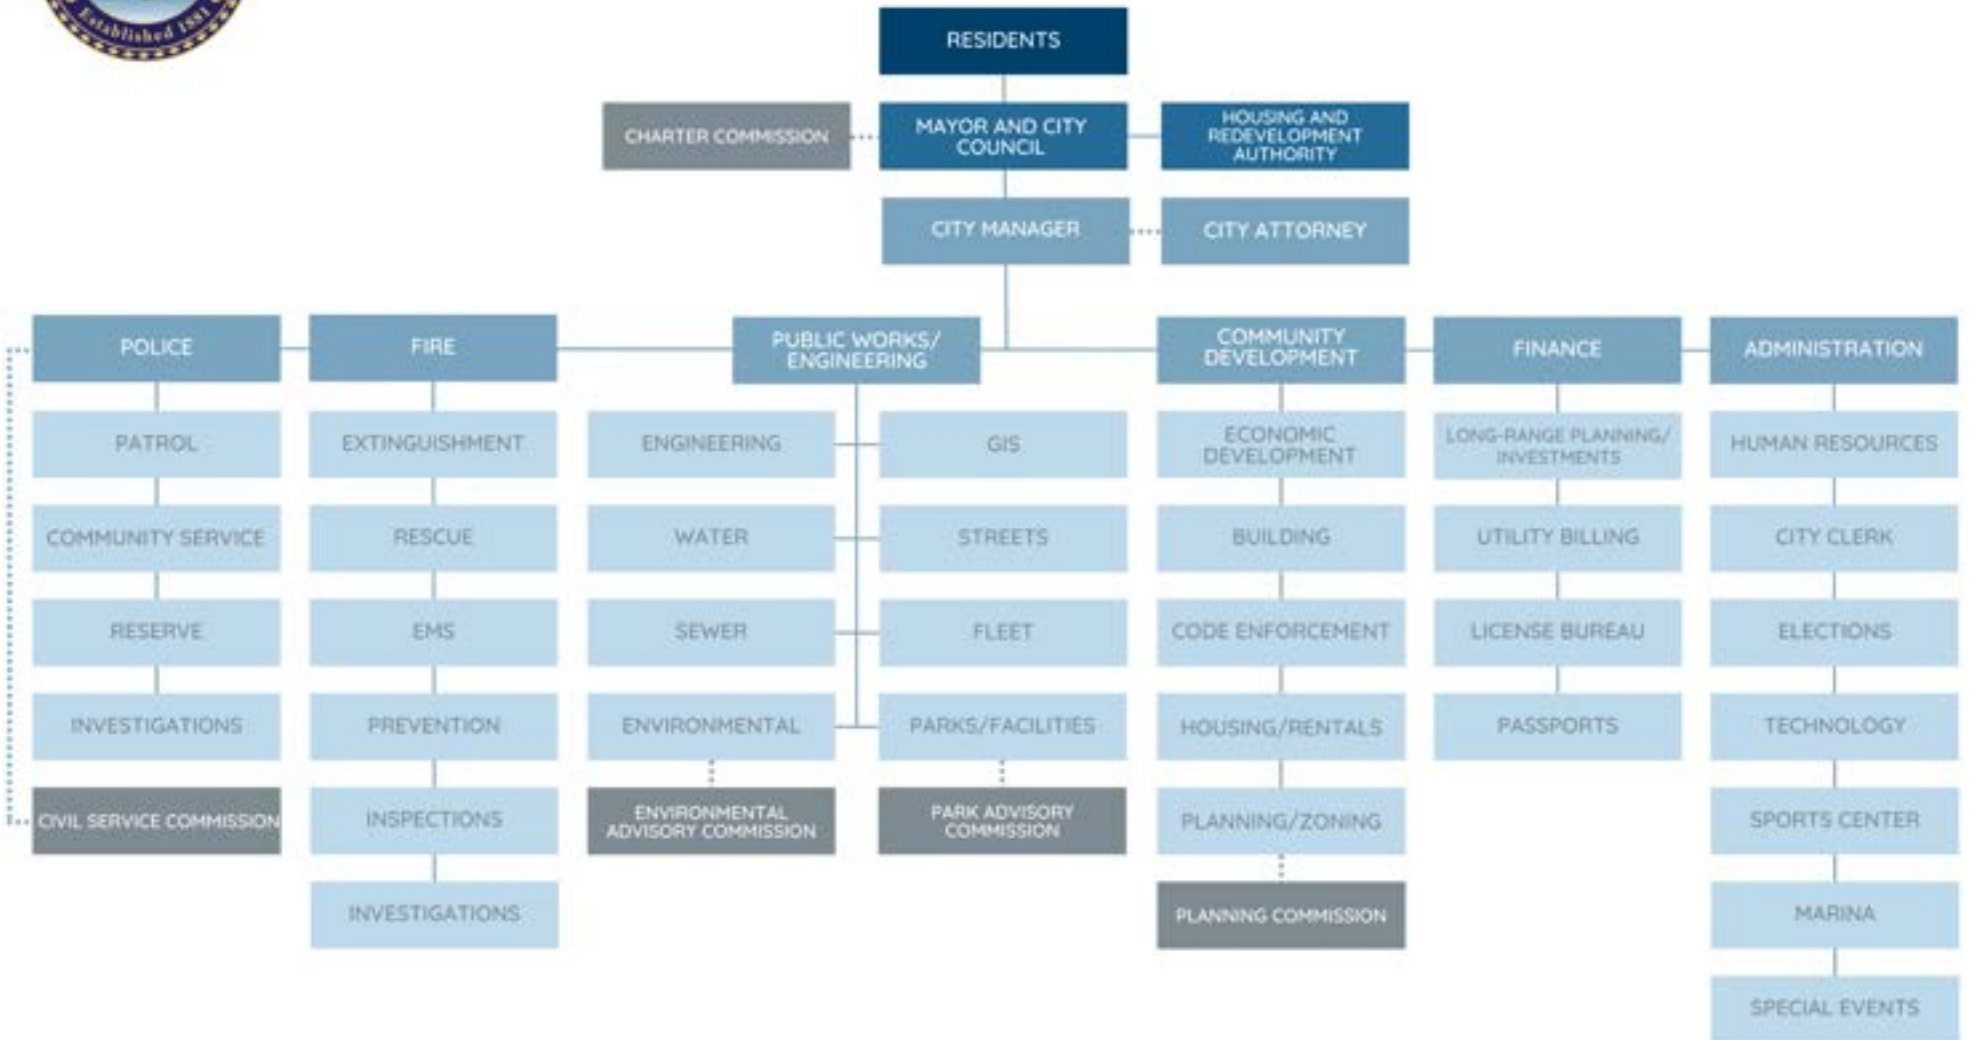 Established 1881
RESIDENTS
CHARTER COMMISSION
MAYOR AND CITY
COUNCIL
HOUSING AND
REDEVELOPMENT
AUTHORITY
CITY MANAGER
CITY ATTORNEY
POLICE
FIRE
PUBLIC WORKS/
ENGINEERING
COMMUNITY
DEVELOPMENT
FINANCE
ADMINISTRATION
PATROL
EXTINGUISHMENT
ENGINEERING
GIS
ECONOMIC
DEVELOPMENT
LONG-RANGE PLANNING/
INVESTMENTS
HUMAN RESOURCES
COMMUNITY SERVICE
RESCUE
WATER
STREETS
BUILDING
UTILITY BILLING
CITY CLERK
RESERVE
EMS
SEWER
FLEET
CODE ENFORCEMENT
LICENSE BUREAU
ELECTIONS
INVESTIGATIONS
PREVENTION
ENVIRONMENTAL
PARKS/FACILITIES
HOUSING/RENTALS
PASSPORTS
TECHNOLOGY
CIVIL SERVICE COMMISSION
INSPECTIONS
ENVIRONMENTAL
ADVISORY COMMISSION
PARK ADVISORY
COMMISSION
PLANNING/ZONING
SPORTS CENTER
INVESTIGATIONS
PLANNING COMMISSION
MARINA
SPECIAL EVENTS